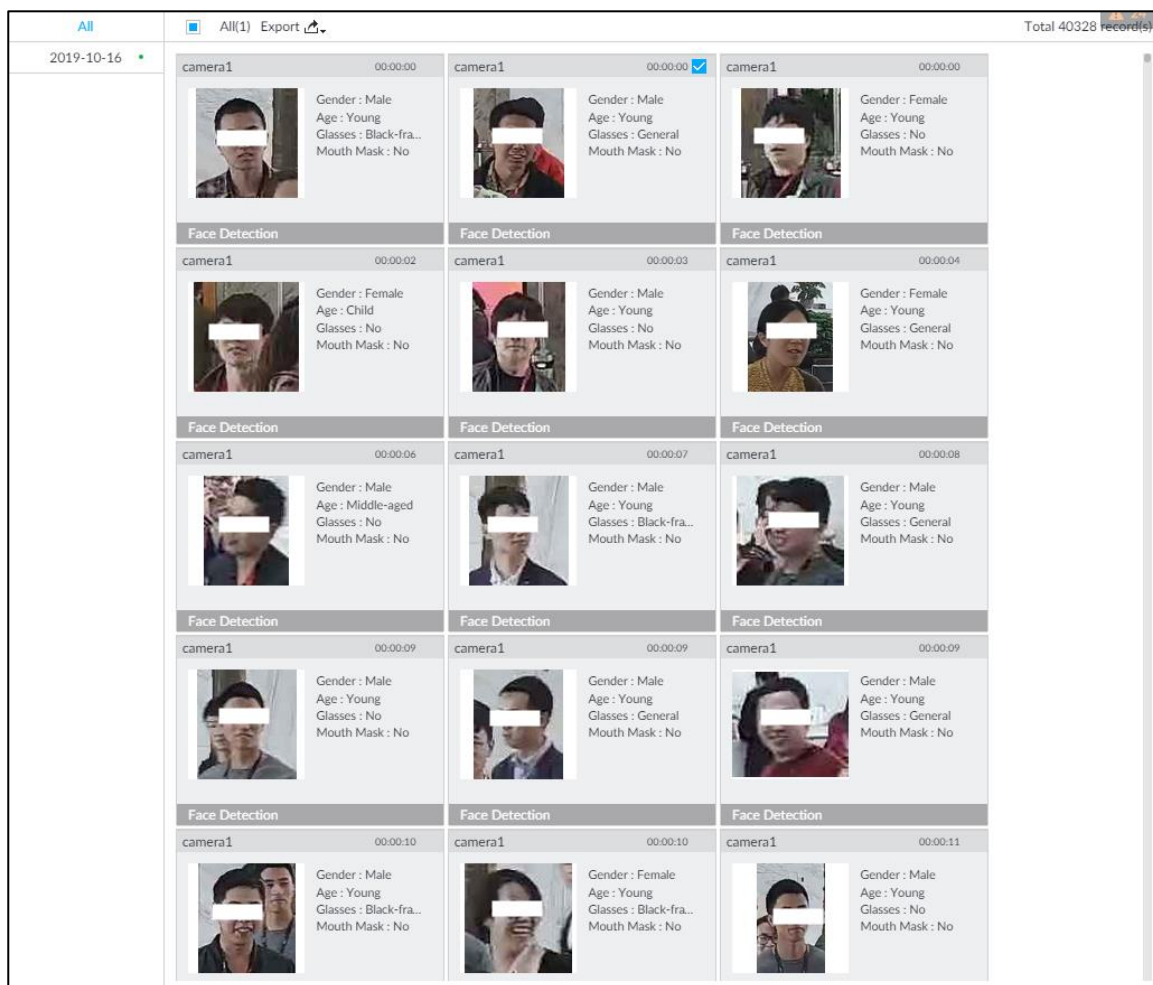 All
All(1) Export
Total 40328 record(s)
2019-10-16
camera1 00:00:00
Gender : Male
Age : Young
Glasses : Black-fra...
Mouth Mask : No
Face Detection
camera1 00:00:00
Gender : Male
Age : Young
Glasses : General
Mouth Mask : No
Face Detection
camera1 00:00:00
Gender : Female
Age : Young
Glasses : No
Mouth Mask : No
Face Detection
camera1 00:00:02
Gender : Female
Age : Child
Glasses : No
Mouth Mask : No
Face Detection
camera1 00:00:03
Gender : Male
Age : Young
Glasses : No
Mouth Mask : No
Face Detection
camera1 00:00:04
Gender : Female
Age : Young
Glasses : General
Mouth Mask : No
Face Detection
camera1 00:00:06
Gender : Male
Age : Middle-aged
Glasses : No
Mouth Mask : No
Face Detection
camera1 00:00:07
Gender : Male
Age : Young
Glasses : Black-fra...
Mouth Mask : No
Face Detection
camera1 00:00:08
Gender : Male
Age : Young
Glasses : General
Mouth Mask : No
Face Detection
camera1 00:00:09
Gender : Male
Age : Young
Glasses : No
Mouth Mask : No
Face Detection
camera1 00:00:09
Gender : Male
Age : Young
Glasses : General
Mouth Mask : No
Face Detection
camera1 00:00:09
Gender : Male
Age : Young
Glasses : General
Mouth Mask : No
Face Detection
camera1 00:00:10
Gender : Male
Age : Young
Glasses : Black-fra...
Mouth Mask : No
camera1 00:00:10
Gender : Female
Age : Young
Glasses : Black-fra...
Mouth Mask : No
camera1 00:00:11
Gender : Male
Age : Young
Glasses : No
Mouth Mask : No